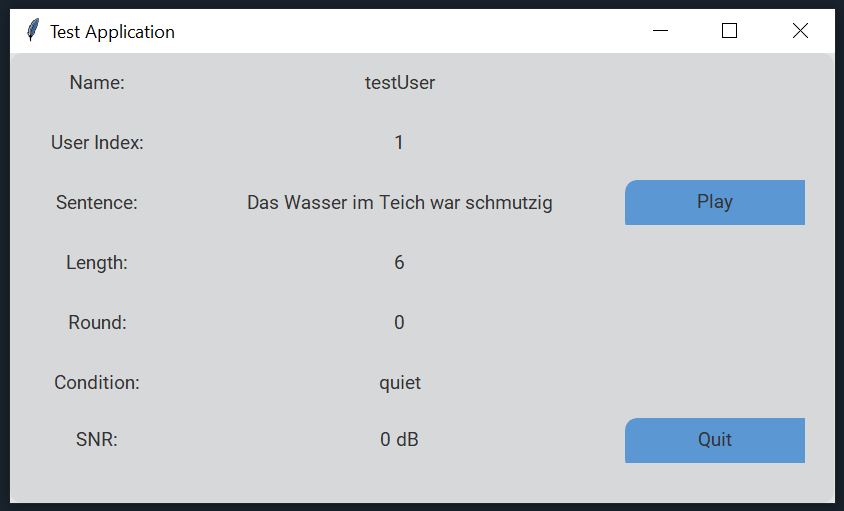 Test Application
Name: testUser
User Index: 1
Sentence: Das Wasser im Teich war schmutzig Play
Length: 6
Round: 0
Condition: quiet
SNR: 0 dB Quit